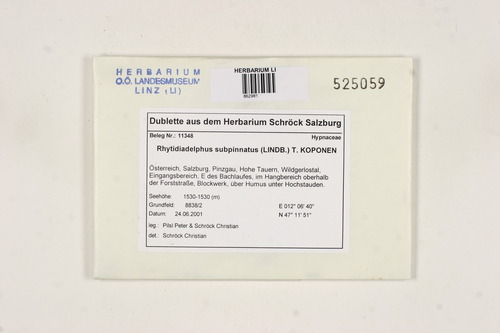 HERBARIUM
O.Ö. LANDESMUSEUM
LINZ (LI)
HERBARIUM LI
525059
Dublette aus dem Herbarium Schröck Salzburg
Beleg Nr.: 11348 Hypnaceae
Rhytidiadelphus subpinnatus (LINDB.) T. KOPONEN
Österreich, Salzburg, Pinzgau, Hohe Tauern, Wildgerlostal,
Eingangsbereich, E des Bachlaufes, im Hangbereich oberhalb
der Forststraße, Blockwerk, über Humus unter Hochstauden.
Seehöhe: 1530-1530 (m)
Grundfeld: 8838/2 E 012° 06' 40"
Datum: 24.06.2001 N 47° 11' 51"
leg.: Pilsl Peter & Schröck Christian
det.: Schröck Christian